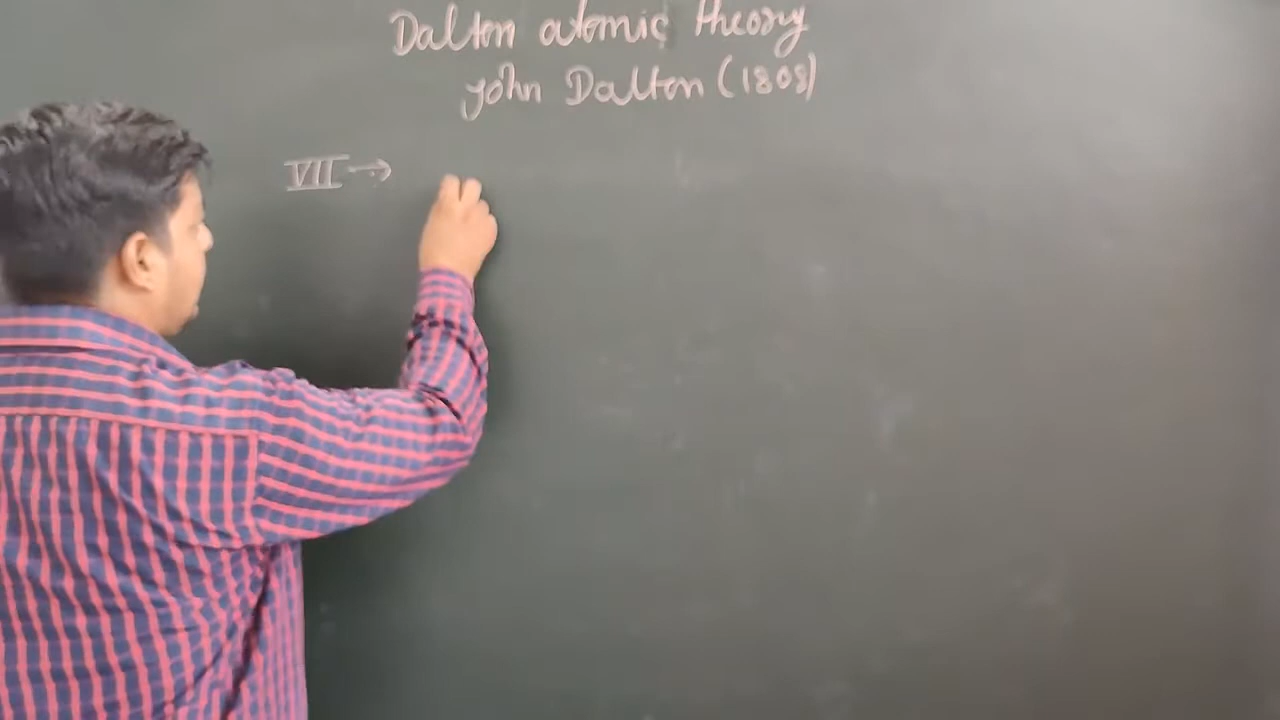 Dalton atomic theory
john Dalton (1808)
VII →